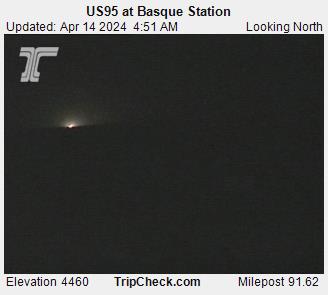 US95 at Basque Station
Updated: Apr 14 2024 4:51 AM Looking North
Elevation 4460 TripCheck.com Milepost 91.62